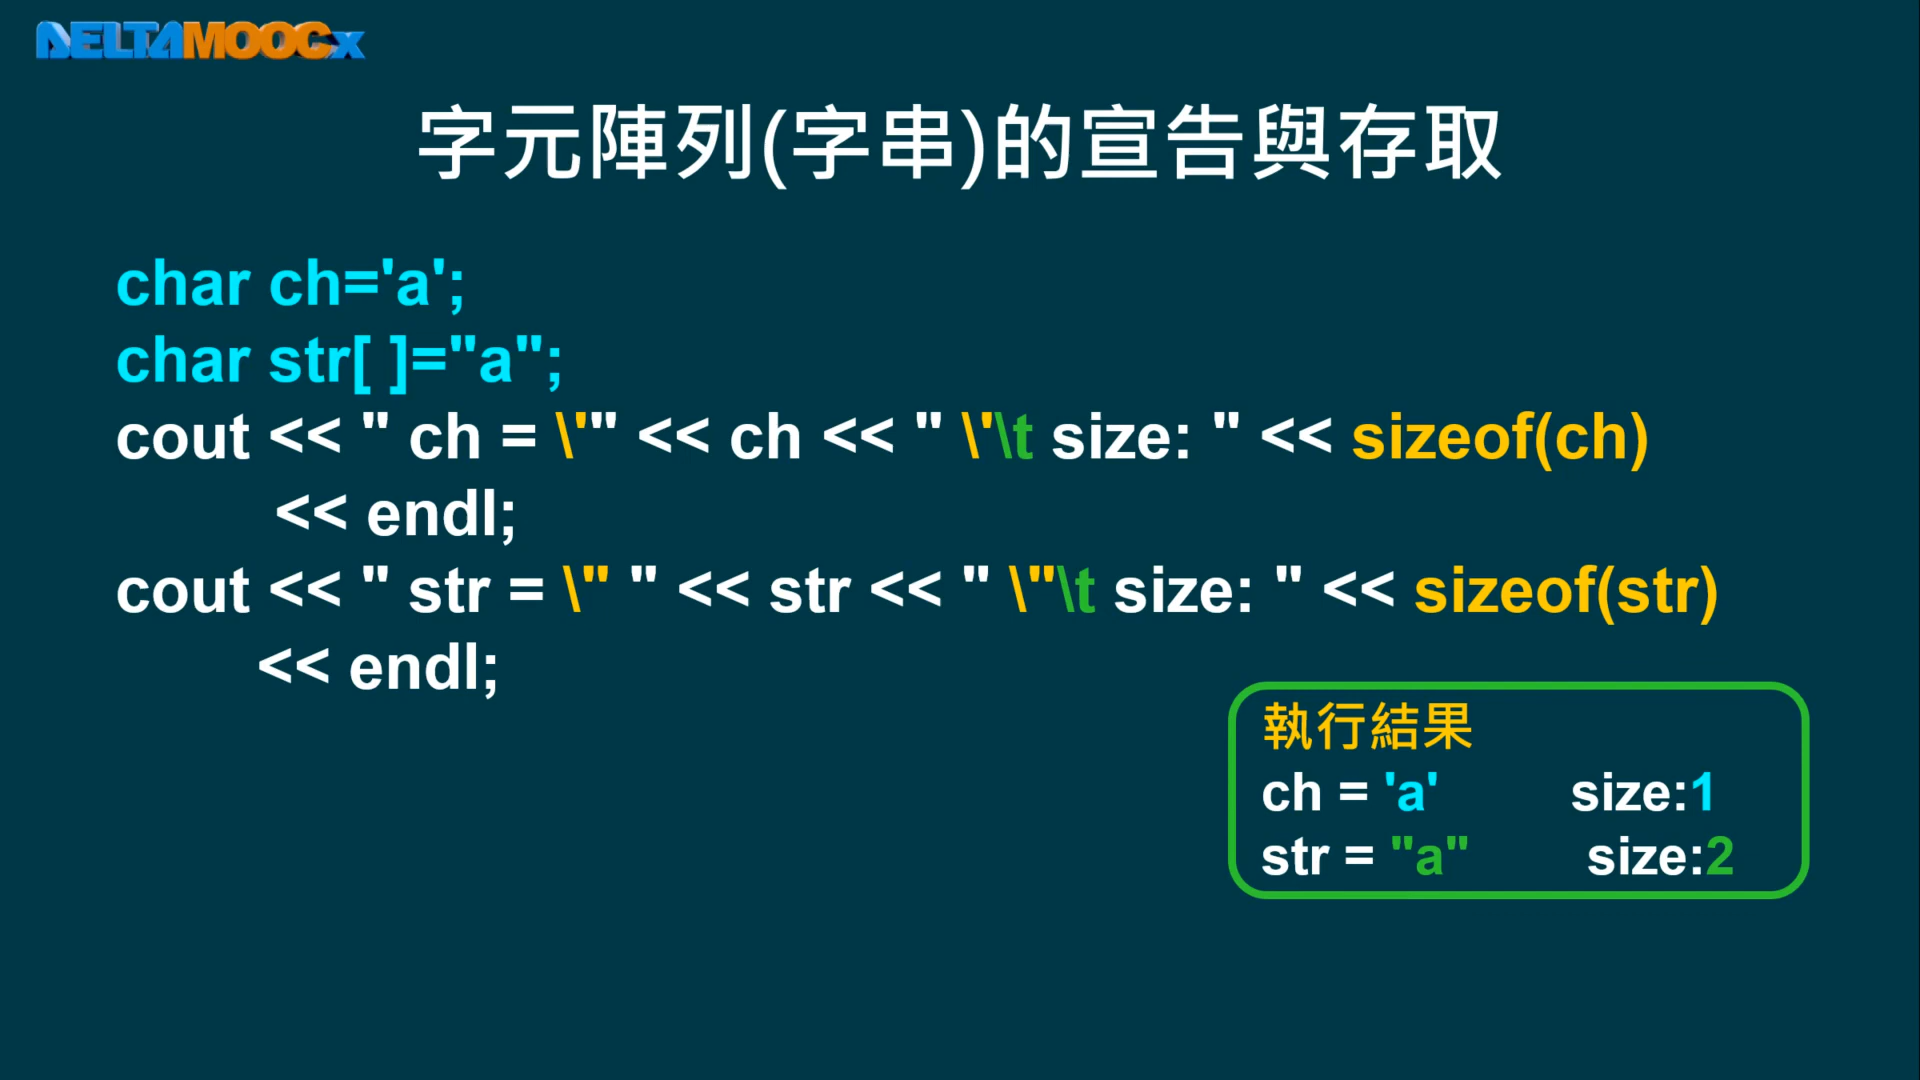 DELTAMOOCx
字元陣列(字串)的宣告與存取
char ch='a';
char str[ ]="a";
cout << " ch = \'" << ch << " \'\t size: " << sizeof(ch)
<< endl;
cout << " str = \" " << str << " \"\t size: " << sizeof(str)
<< endl;
執行結果
ch = 'a' size:1
str = "a" size:2